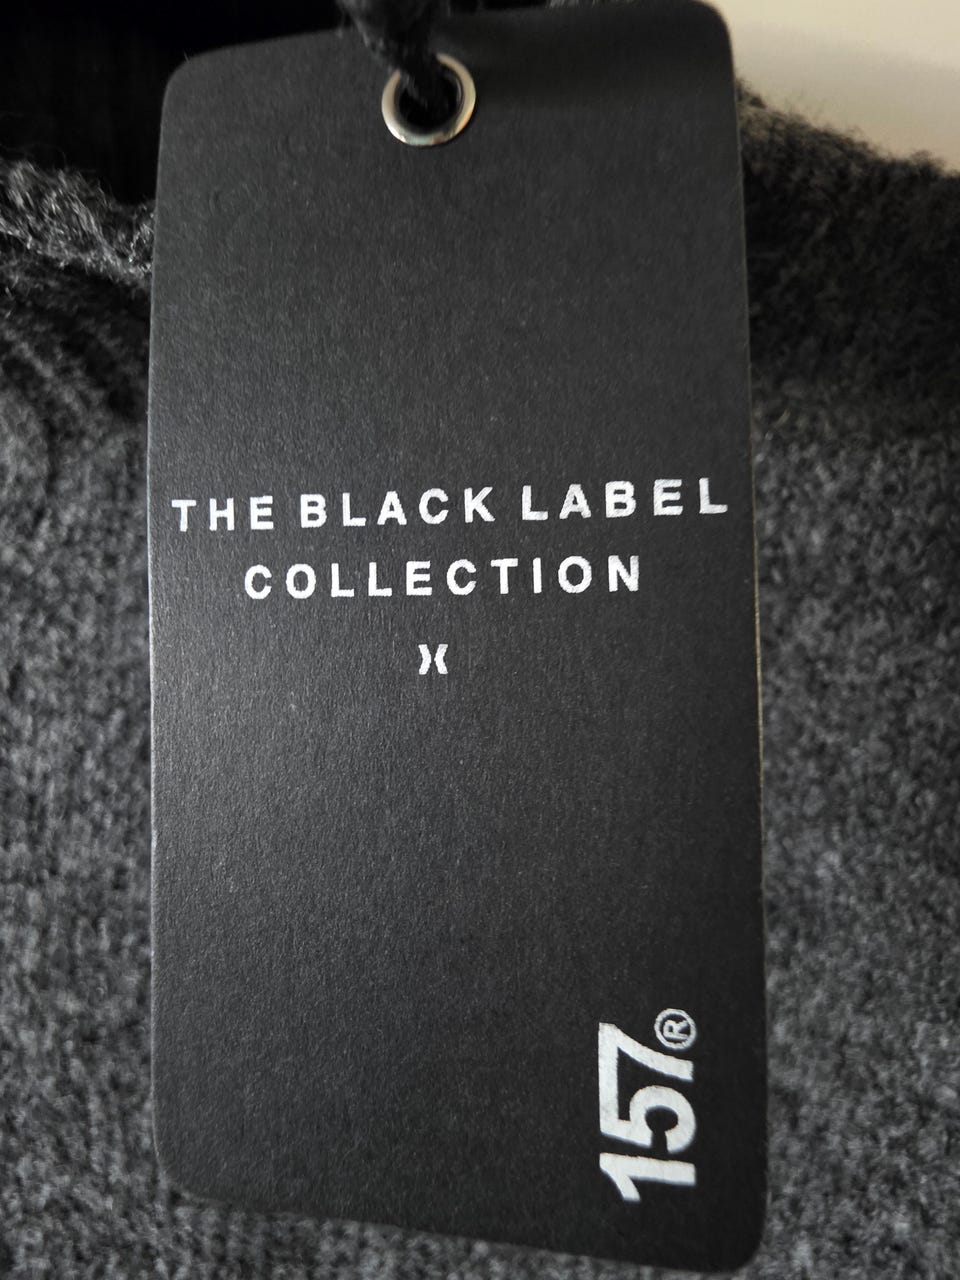 THE BLACK LABEL
COLLECTION
157®